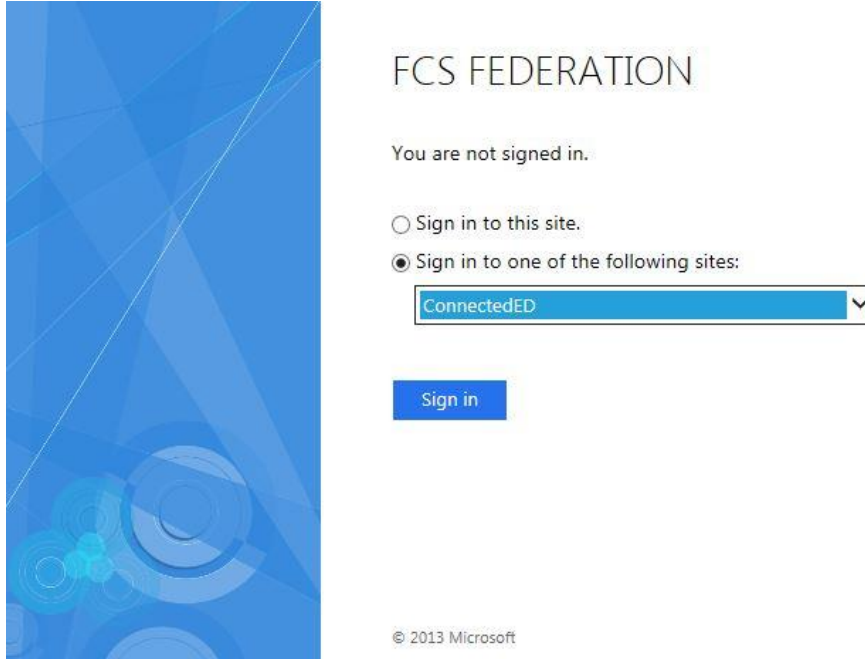 FCS FEDERATION
You are not signed in.
Sign in to this site.
Sign in to one of the following sites:
ConnectedED
Sign in
© 2013 Microsoft